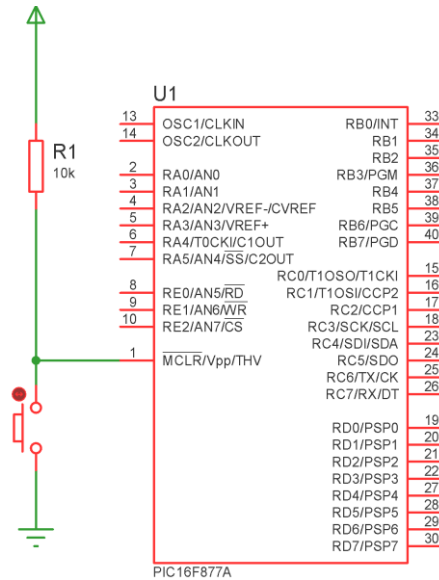 U1
R1
10k
13 OSC1/CLKIN
14 OSC2/CLKOUT
2 RA0/AN0
3 RA1/AN1
4 RA2/AN2/VREF-/CVREF
5 RA3/AN3/VREF+
6 RA4/T0CKI/C1OUT
7 RA5/AN4/SS/C2OUT
8 RE0/AN5/RD
9 RE1/AN6/WR
10 RE2/AN7/CS
1 MCLR/Vpp/THV
RB0/INT 33
RB1 34
RB2 35
RB3/PGM 36
RB4 37
RB5 38
RB6/PGC 39
RB7/PGD 40
RC0/T1OSO/T1CKI 15
RC1/T1OSI/CCP2 16
RC2/CCP1 17
RC3/SCK/SCL 18
RC4/SDI/SDA 23
RC5/SDO 24
RC6/TX/CK 25
RC7/RX/DT 26
RD0/PSP0 19
RD1/PSP1 20
RD2/PSP2 21
RD3/PSP3 22
RD4/PSP4 27
RD5/PSP5 28
RD6/PSP6 29
RD7/PSP7 30
PIC16F877A